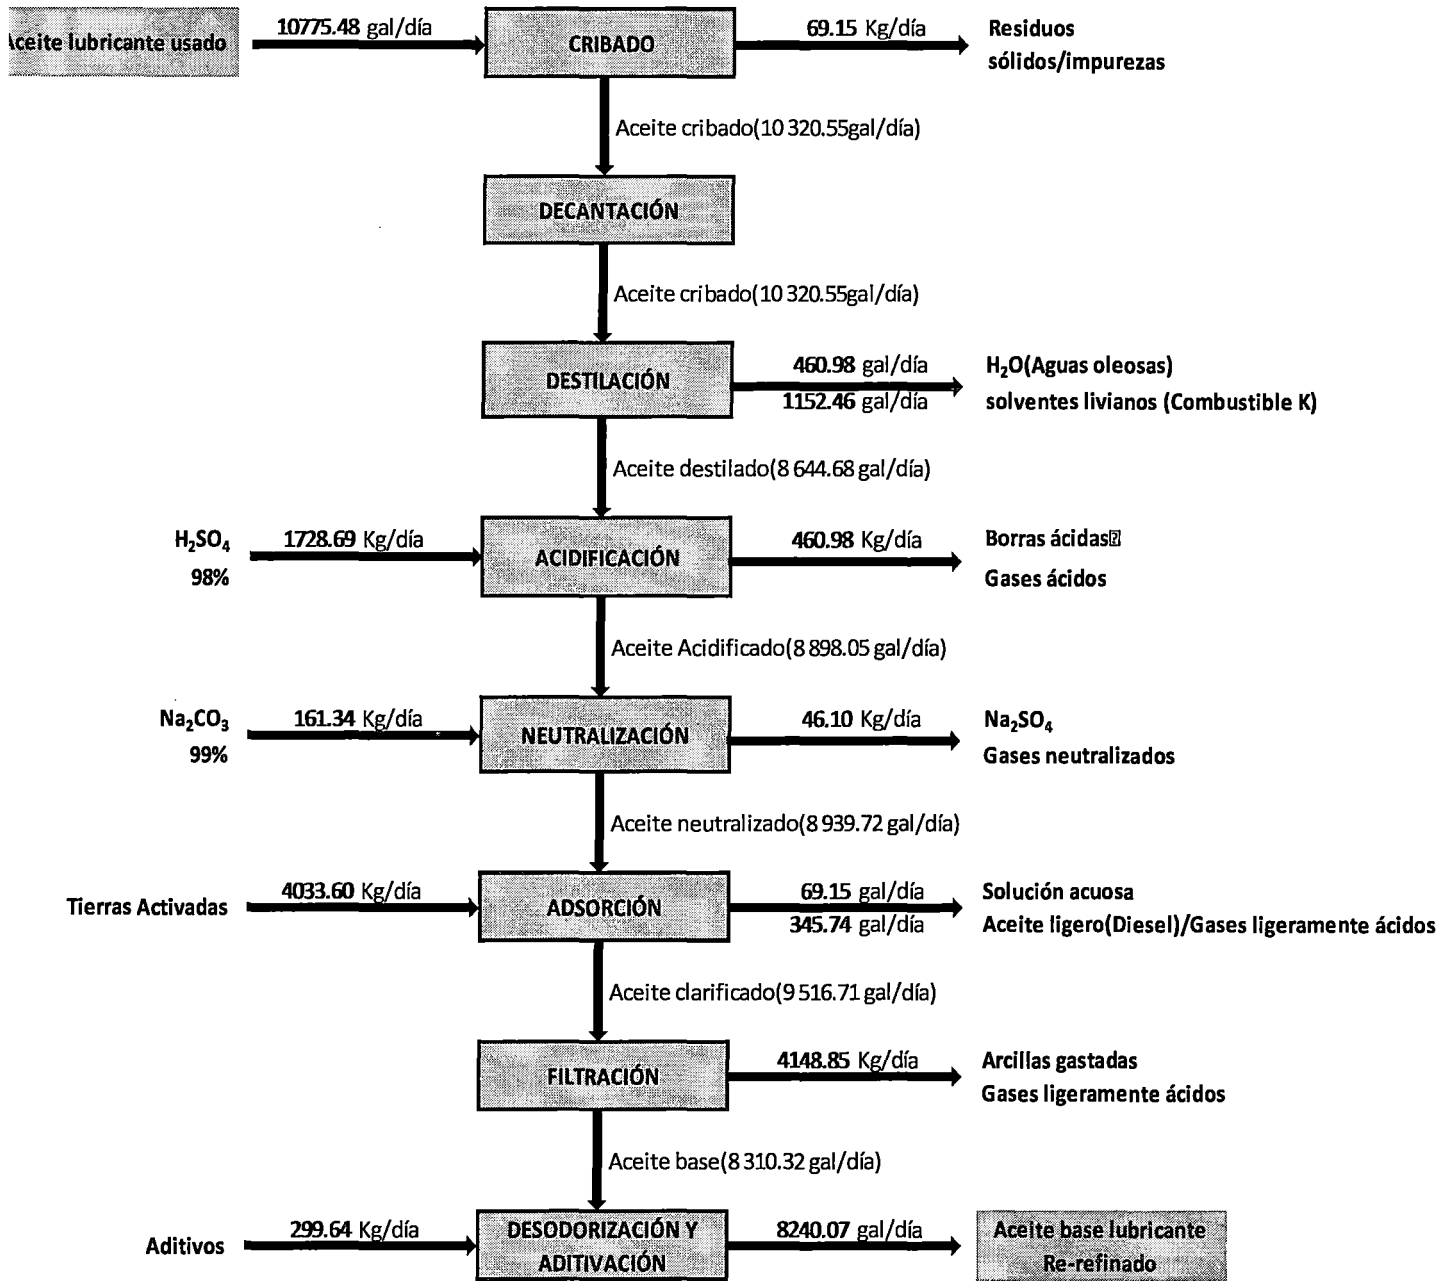 Aceite lubricante usado
10775.48 gal/día
CRIBADO
69.15 Kg/día
Residuos
sólidos/impurezas
Aceite cribado(10 320.55gal/día)
DECANTACIÓN
Aceite cribado(10 320.55gal/día)
DESTILACIÓN
460.98 gal/día
1152.46 gal/día
H₂O(Aguas oleosas)
solventes livianos (Combustible K)
Aceite destilado(8 644.68 gal/día)
H₂SO₄
98%
1728.69 Kg/día
ACIDIFICACIÓN
460.98 Kg/día
Borras ácidas
Gases ácidos
Aceite Acidificado(8 898.05 gal/día)
Na₂CO₃
99%
161.34 Kg/día
NEUTRALIZACIÓN
46.10 Kg/día
Na₂SO₄
Gases neutralizados
Aceite neutralizado(8 939.72 gal/día)
Tierras Activadas
4033.60 Kg/día
ADSORCIÓN
69.15 gal/día
345.74 gal/día
Solución acuosa
Aceite ligero(Diesel)/Gases ligeramente ácidos
Aceite clarificado(9 516.71 gal/día)
FILTRACIÓN
4148.85 Kg/día
Arcillas gastadas
Gases ligeramente ácidos
Aceite base(8 310.32 gal/día)
Aditivos
299.64 Kg/día
DESODORIZACIÓN Y
ADITIVACIÓN
8240.07 gal/día
Aceite base lubricante
Re-refinado